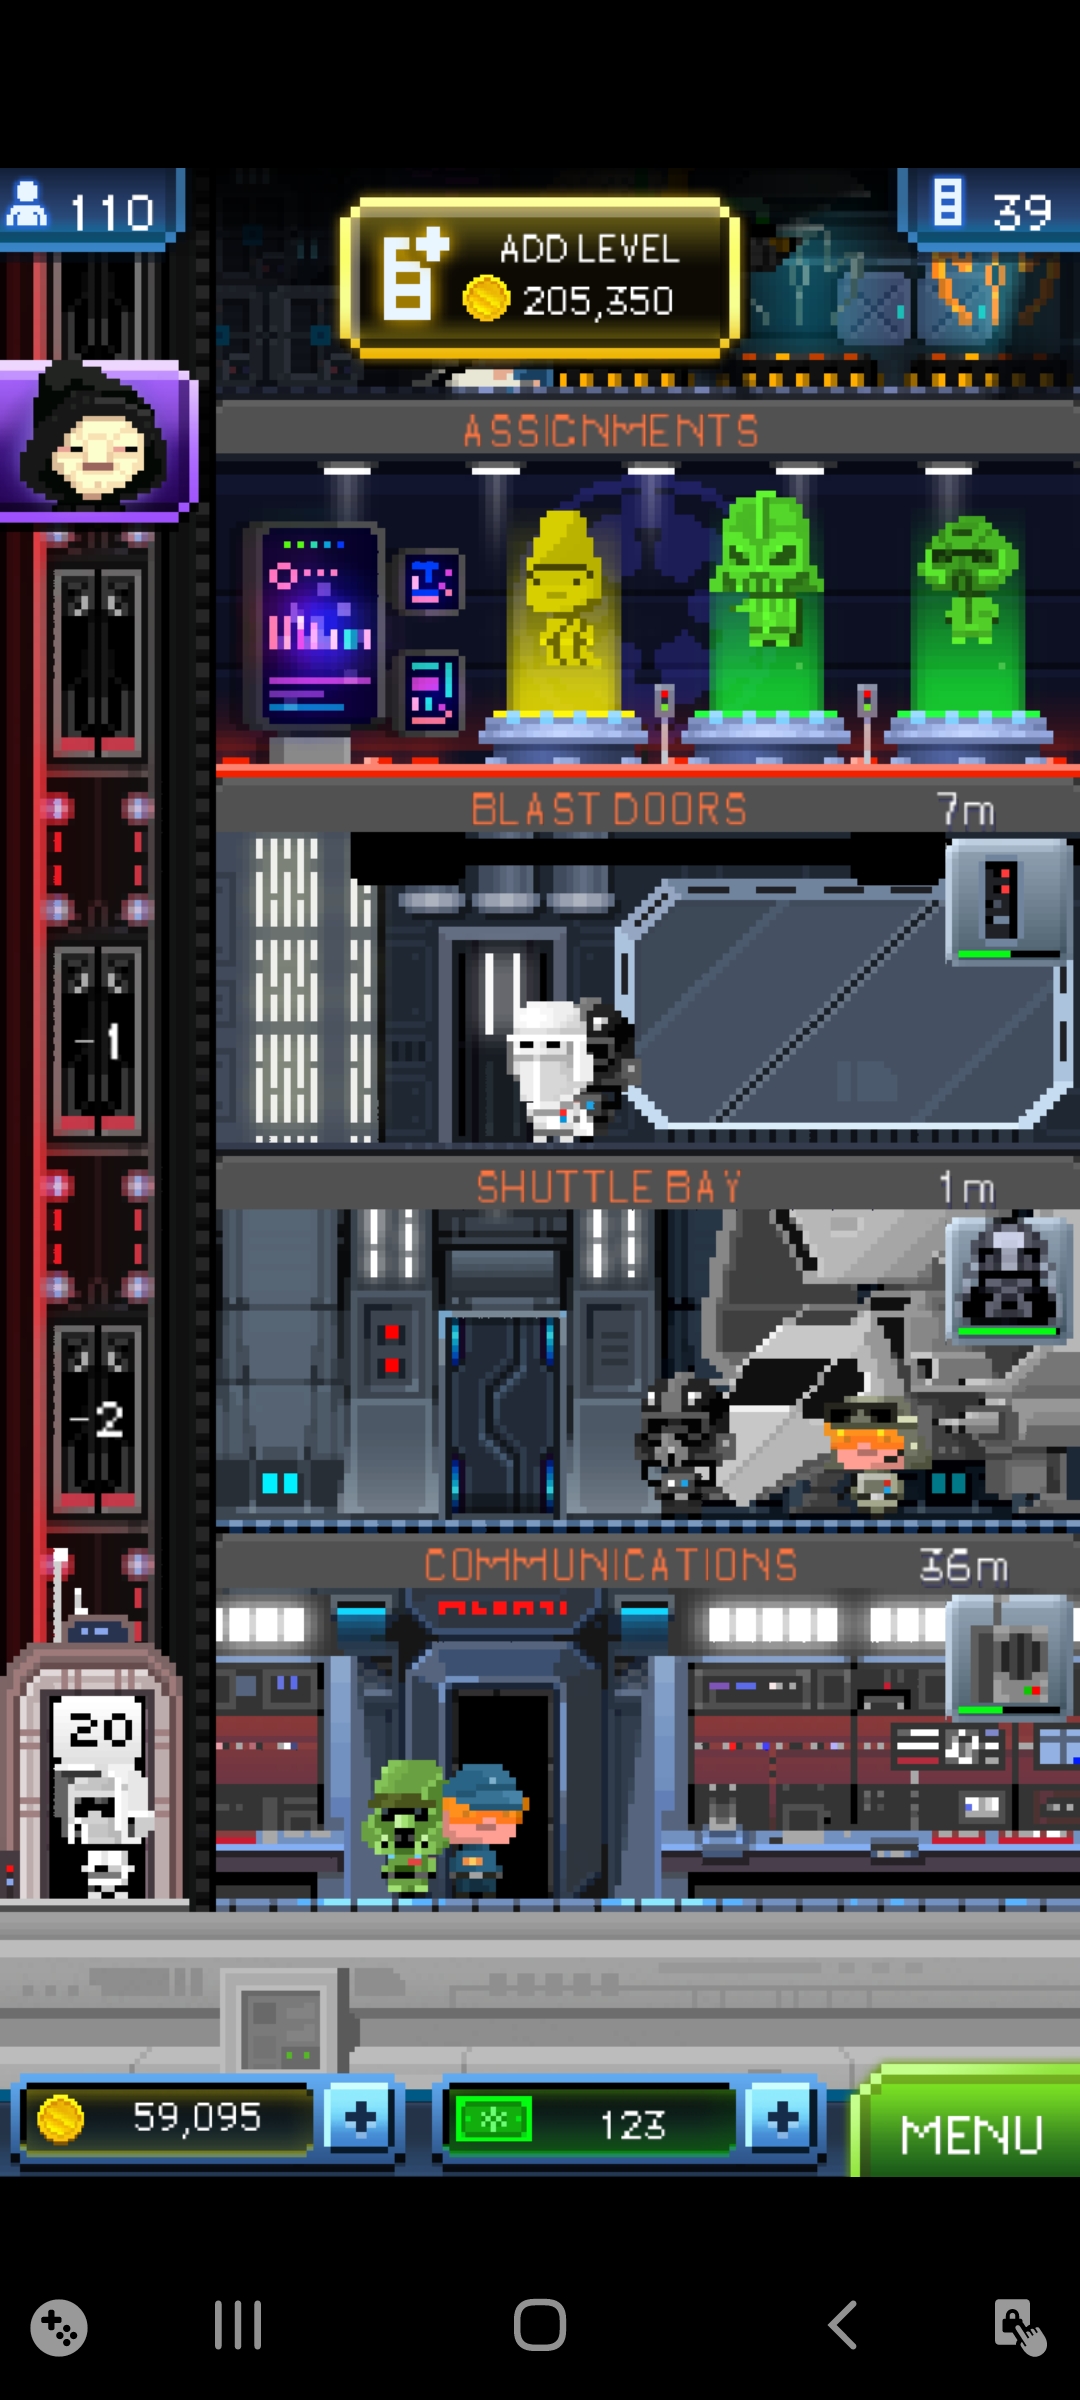 110
39
ADD LEVEL
205,350
ASSIGNMENTS
BLAST DOORS 7m
-1
SHUTTLE BAY 1m
-2
COMMUNICATIONS 36m
20
59,095
123
MENU